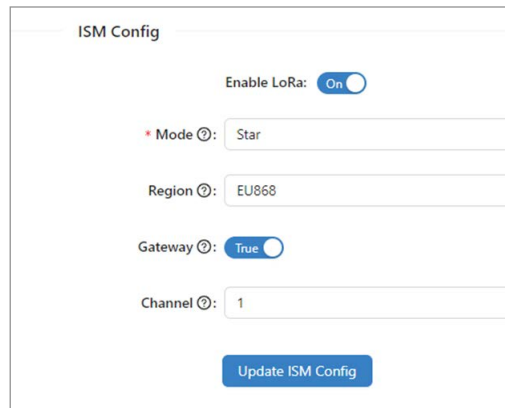 ISM Config
Enable LoRa: On
* Mode ?: Star
Region ?: EU868
Gateway ?: True
Channel ?: 1
Update ISM Config